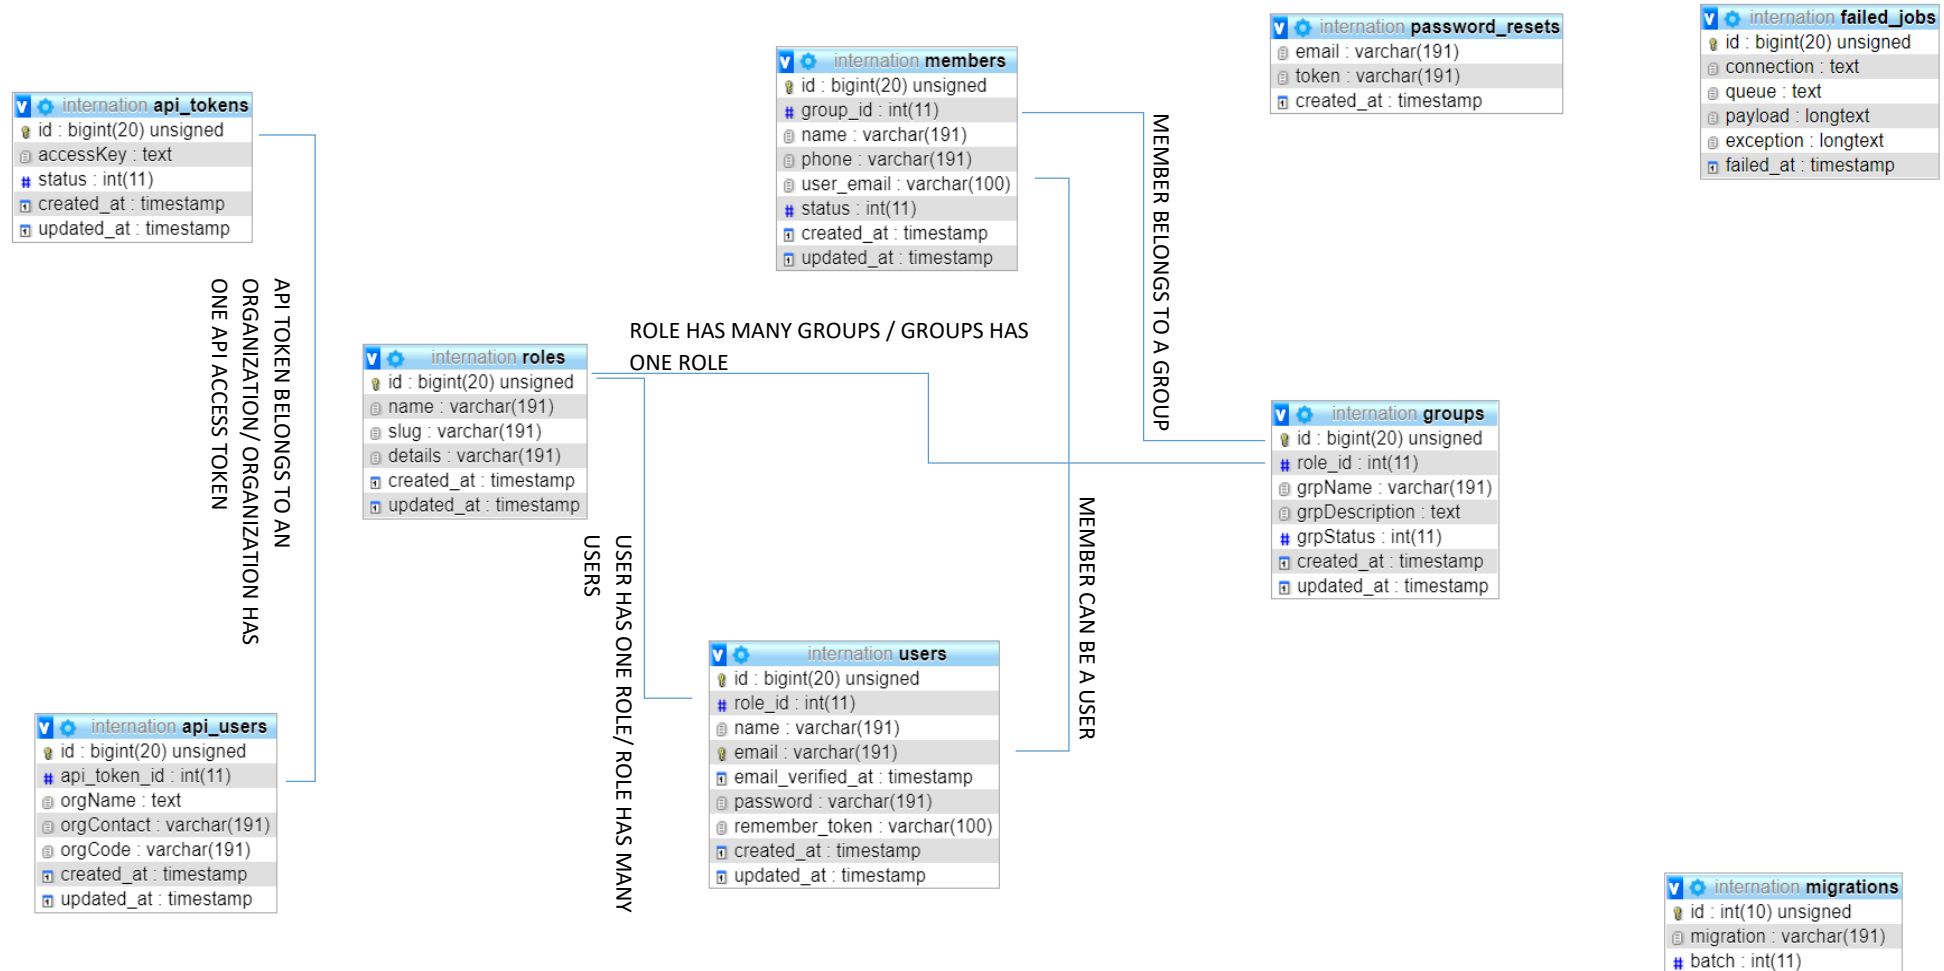 internation api_tokens
id : bigint(20) unsigned
accessKey : text
status : int(11)
created_at : timestamp
updated_at : timestamp
API TOKEN BELONGS TO AN
ORGANIZATION/ ORGANIZATION HAS
ONE API ACCESS TOKEN
internation api_users
id : bigint(20) unsigned
api_token_id : int(11)
orgName : text
orgContact : varchar(191)
orgCode : varchar(191)
created_at : timestamp
updated_at : timestamp
internation roles
id : bigint(20) unsigned
name : varchar(191)
slug : varchar(191)
details : varchar(191)
created_at : timestamp
updated_at : timestamp
ROLE HAS MANY GROUPS / GROUPS HAS
ONE ROLE
USER HAS ONE ROLE/ ROLE HAS MANY
USERS
internation members
id : bigint(20) unsigned
group_id : int(11)
name : varchar(191)
phone : varchar(191)
user_email : varchar(100)
status : int(11)
created_at : timestamp
updated_at : timestamp
MEMBER BELONGS TO A GROUP
MEMBER CAN BE A USER
internation users
id : bigint(20) unsigned
role_id : int(11)
name : varchar(191)
email : varchar(191)
email_verified_at : timestamp
password : varchar(191)
remember_token : varchar(100)
created_at : timestamp
updated_at : timestamp
internation password_resets
email : varchar(191)
token : varchar(191)
created_at : timestamp
internation groups
id : bigint(20) unsigned
role_id : int(11)
grpName : varchar(191)
grpDescription : text
grpStatus : int(11)
created_at : timestamp
updated_at : timestamp
internation failed_jobs
id : bigint(20) unsigned
connection : text
queue : text
payload : longtext
exception : longtext
failed_at : timestamp
internation migrations
id : int(10) unsigned
migration : varchar(191)
batch : int(11)